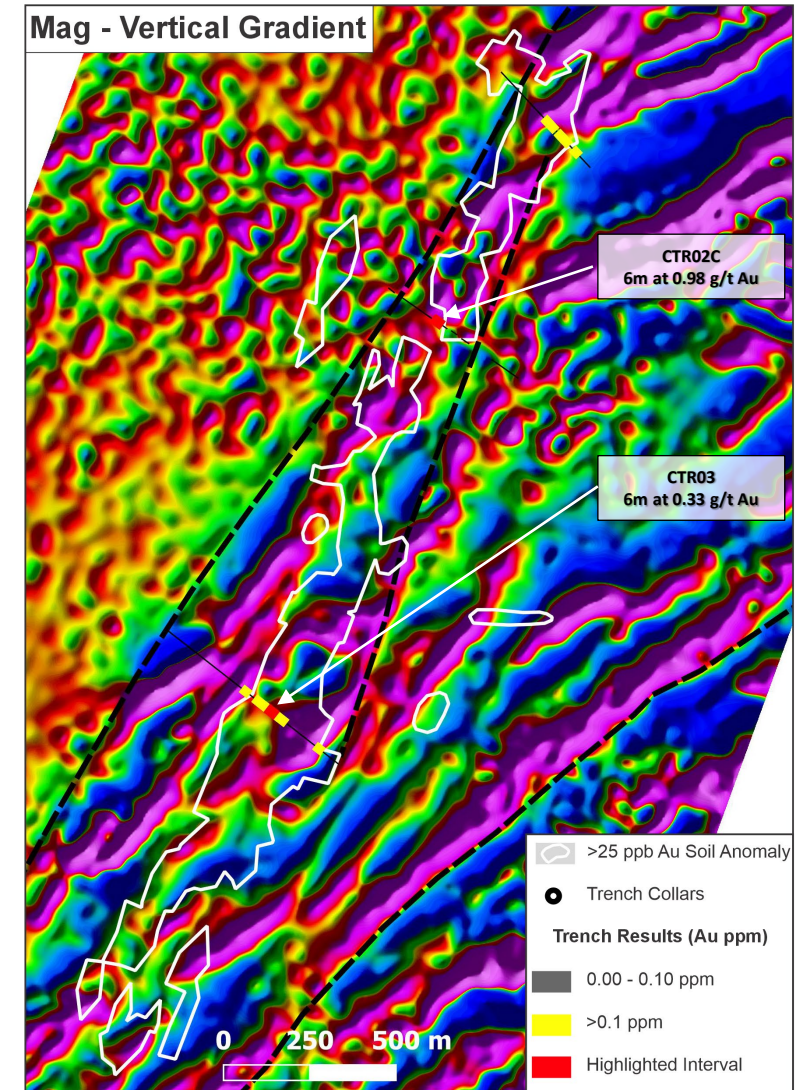 Mag - Vertical Gradient
CTR02C
6m at 0.98 g/t Au
CTR03
6m at 0.33 g/t Au
>25 ppb Au Soil Anomaly
Trench Collars
Trench Results (Au ppm)
0.00 - 0.10 ppm
>0.1 ppm
Highlighted Interval
0 250 500 m